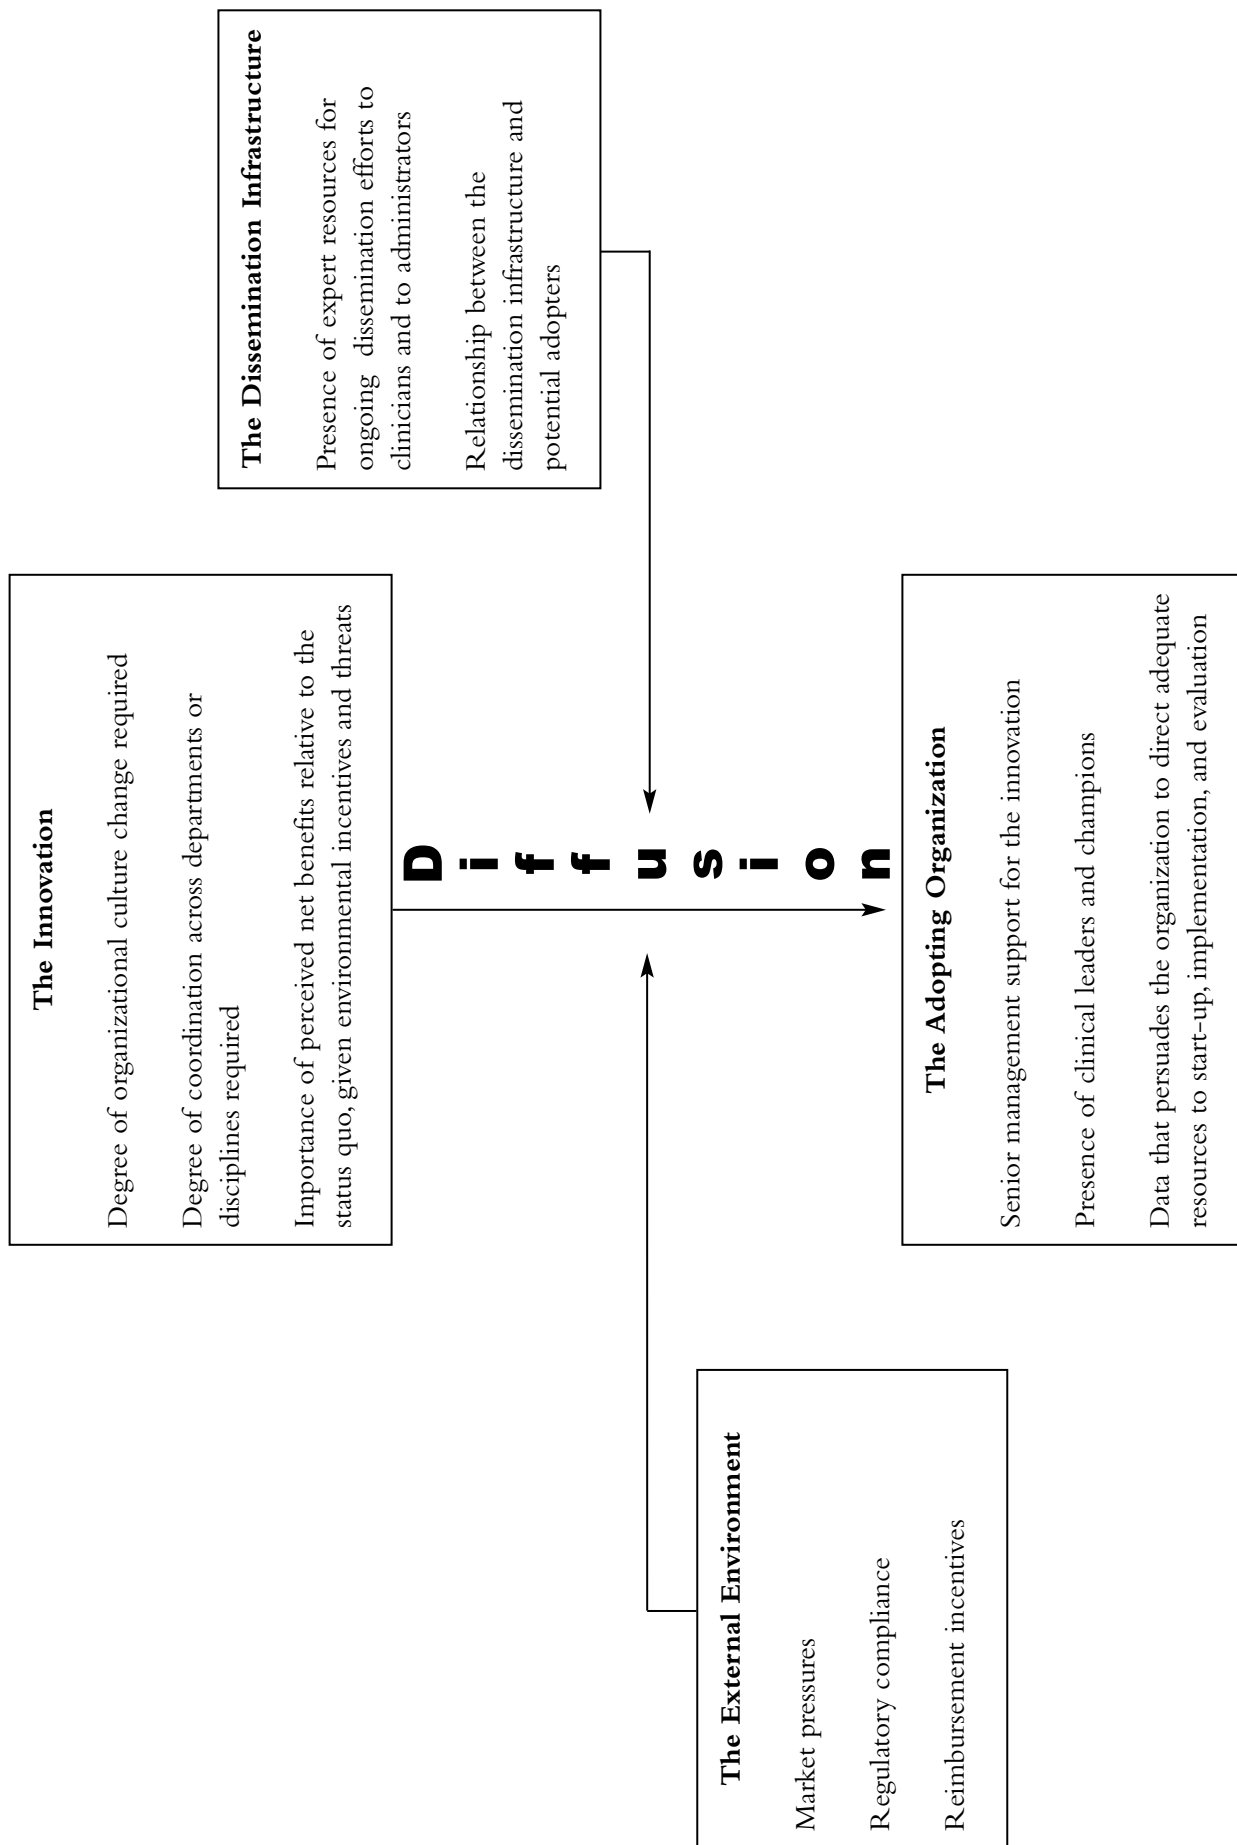 The Innovation
Degree of organizational culture change required
Degree of coordination across departments or
disciplines required
Importance of perceived net benefits relative to the
status quo, given environmental incentives and threats
The Dissemination Infrastructure
Presence of expert resources for
ongoing dissemination efforts to
clinicians and to administrators
Relationship between the
dissemination infrastructure and
potential adopters
Diffusion
The External Environment
Market pressures
Regulatory compliance
Reimbursement incentives
The Adopting Organization
Senior management support for the innovation
Presence of clinical leaders and champions
Data that persuades the organization to direct adequate
resources to start-up, implementation, and evaluation